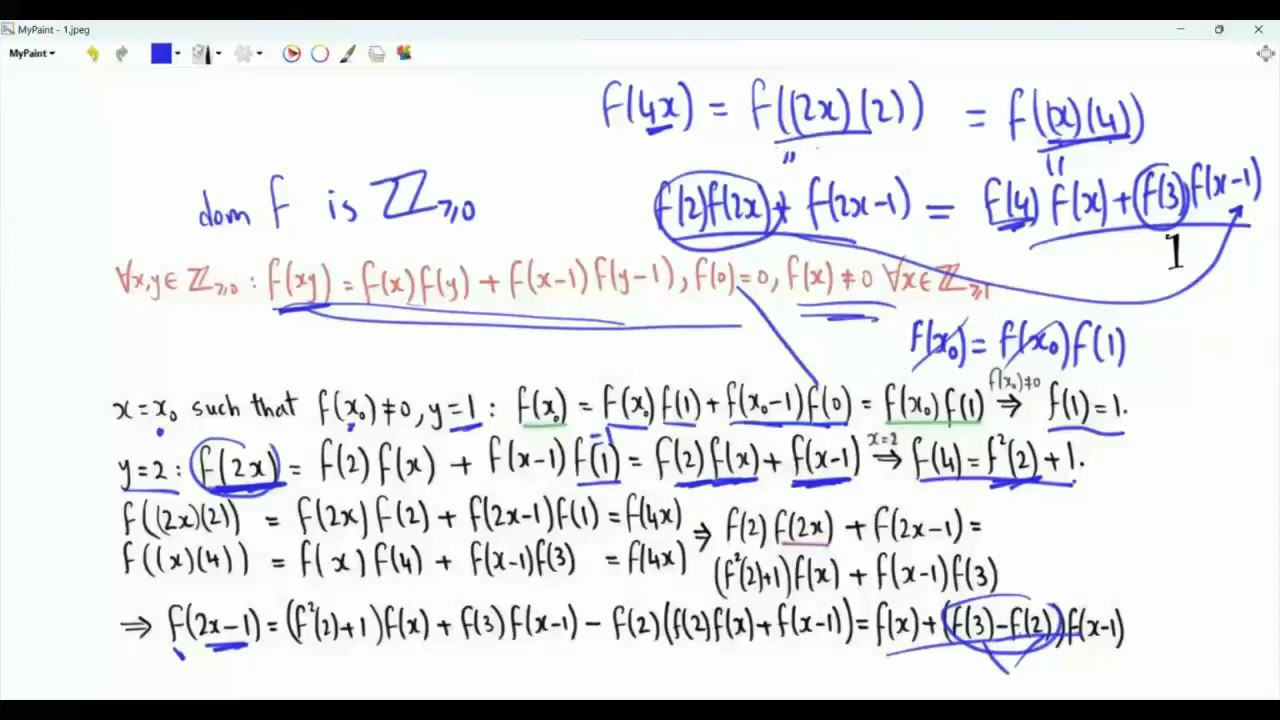 MyPaint - 1.jpeg
MyPaint
f(4x) = f((2x)(2)) = f((x)(4))
" "
f(2)f(2x) + f(2x-1) = f(4) f(x) + f(3)f(x-1)
1
dom f is ℤ≥0
∀x,y∈ ℤ≥0 : f(xy) = f(x)f(y) + f(x-1)f(y-1), f(0)=0, f(x)≠0 ∀x∈ℤ≥1
f(x₀) = f(x₀)f(1)
x = x₀ such that f(x₀)≠0, y=1 : f(x₀) = f(x₀)f(1) + f(x₀-1)f(0) = f(x₀)f(1) f(x₀)≠0 ⇒ f(1)=1.
=1
y=2 : f(2x) = f(2) f(x) + f(x-1) f(1) = f(2)f(x) + f(x-1) x=2 ⇒ f(4)=f²(2)+1.
f((2x)(2)) = f(2x)f(2) + f(2x-1)f(1) = f(4x)
f((x)(4)) = f(x)f(4) + f(x-1)f(3) = f(4x)
⇒ f(2) f(2x) + f(2x-1) =
(f²(2)+1)f(x) + f(x-1)f(3)
⇒ f(2x-1) = (f²(2)+1)f(x) + f(3)f(x-1) - f(2)(f(2)f(x) + f(x-1)) = f(x) + (f(3)-f(2))f(x-1)